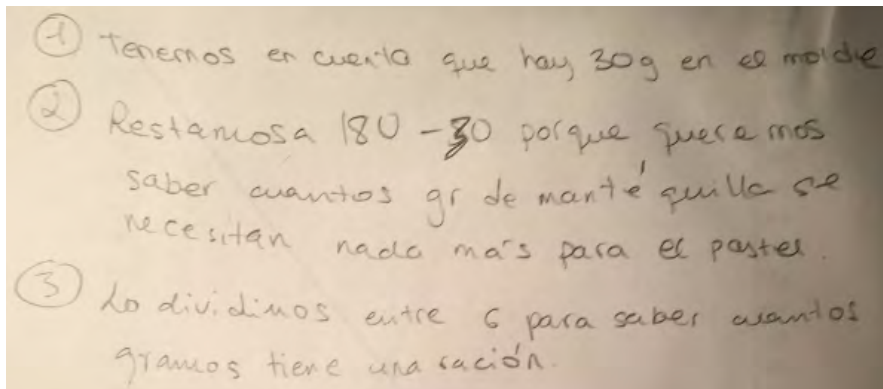 ① Tenemos en cuenta que hay 30g en el molde
② Restamosa 180 - 30 porque queremos
saber cuantos gr de mantéquilla se
necesitan nada más para el pastel.
③ Lo dividimos entre 6 para saber cuantos
gramos tiene una ración.